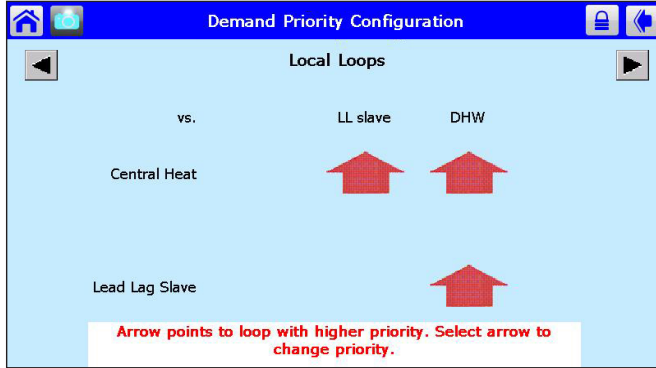 Demand Priority Configuration
Local Loops
vs. LL slave DHW
Central Heat
Lead Lag Slave
Arrow points to loop with higher priority. Select arrow to
change priority.